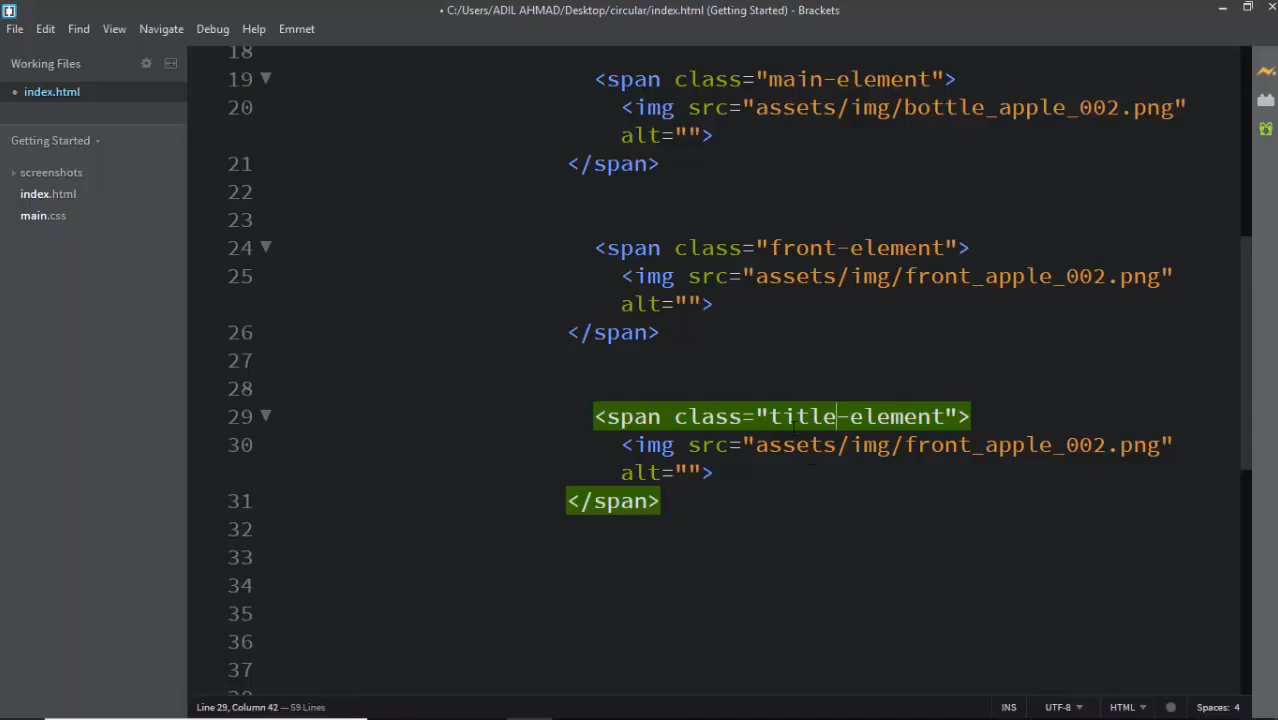 • C:/Users/ADIL AHMAD/Desktop/circular/index.html (Getting Started) - Brackets
File Edit Find View Navigate Debug Help Emmet
Working Files
• index.html
Getting Started
screenshots
index.html
main.css
18
19 <span class="main-element">
20 <img src="assets/img/bottle_apple_002.png"
alt="">
21 </span>
22
23
24 <span class="front-element">
25 <img src="assets/img/front_apple_002.png"
alt="">
26 </span>
27
28
29 <span class="title-element">
30 <img src="assets/img/front_apple_002.png"
alt="">
31 </span>
32
33
34
35
36
37
38
Line 29, Column 42 — 59 Lines INS UTF-8 HTML Spaces: 4